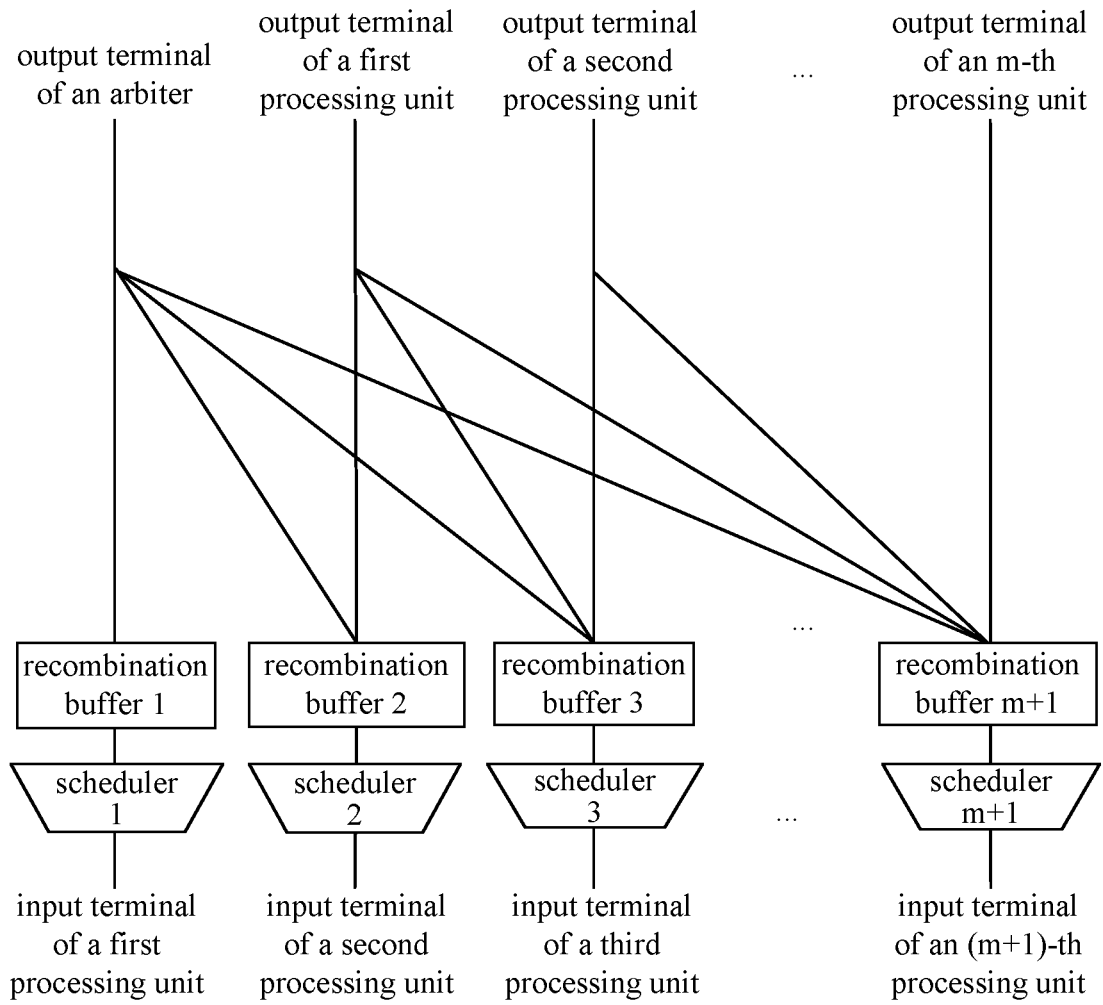 output terminal
of an arbiter
output terminal
of a first
processing unit
output terminal
of a second
processing unit
...
output terminal
of an m-th
processing unit
...
recombination
buffer 1
recombination
buffer 2
recombination
buffer 3
recombination
buffer m+1
scheduler
1
scheduler
2
scheduler
3
...
scheduler
m+1
input terminal
of a first
processing unit
input terminal
of a second
processing unit
input terminal
of a third
processing unit
input terminal
of an (m+1)-th
processing unit